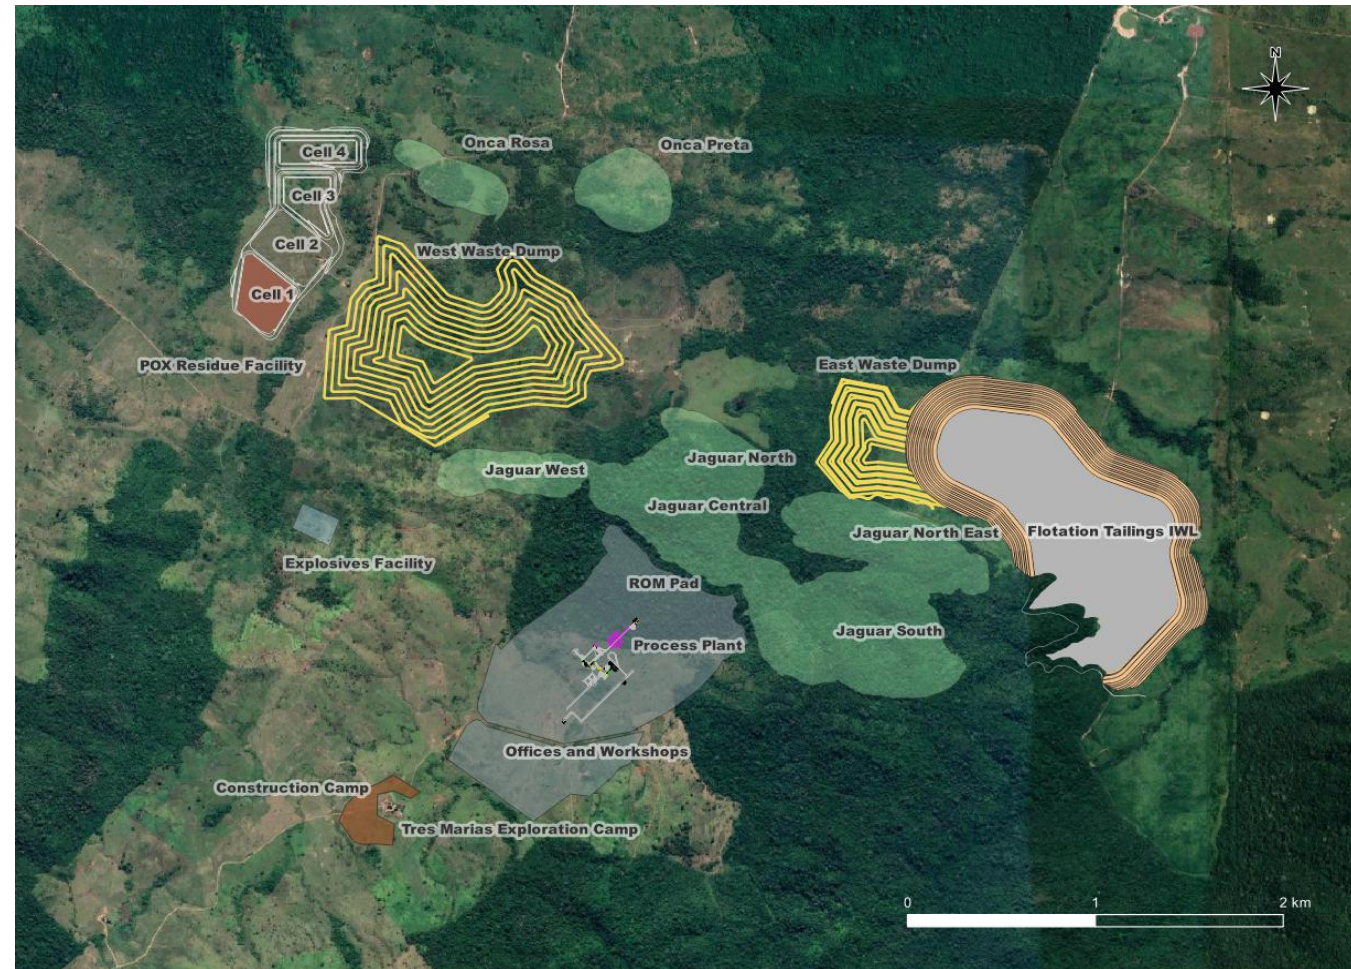 N
Onca Rosa
Onca Preta
Cell 4
Cell 3
Cell 2
Cell 1
West Waste Dump
POX Residue Facility
East Waste Dump
Jaguar West
Jaguar North
Jaguar Central
Jaguar North East
Flotation Tailings IWL
Explosives Facility
ROM Pad
Jaguar South
Process Plant
Offices and Workshops
Construction Camp
Tres Marias Exploration Camp
0 1 2 km